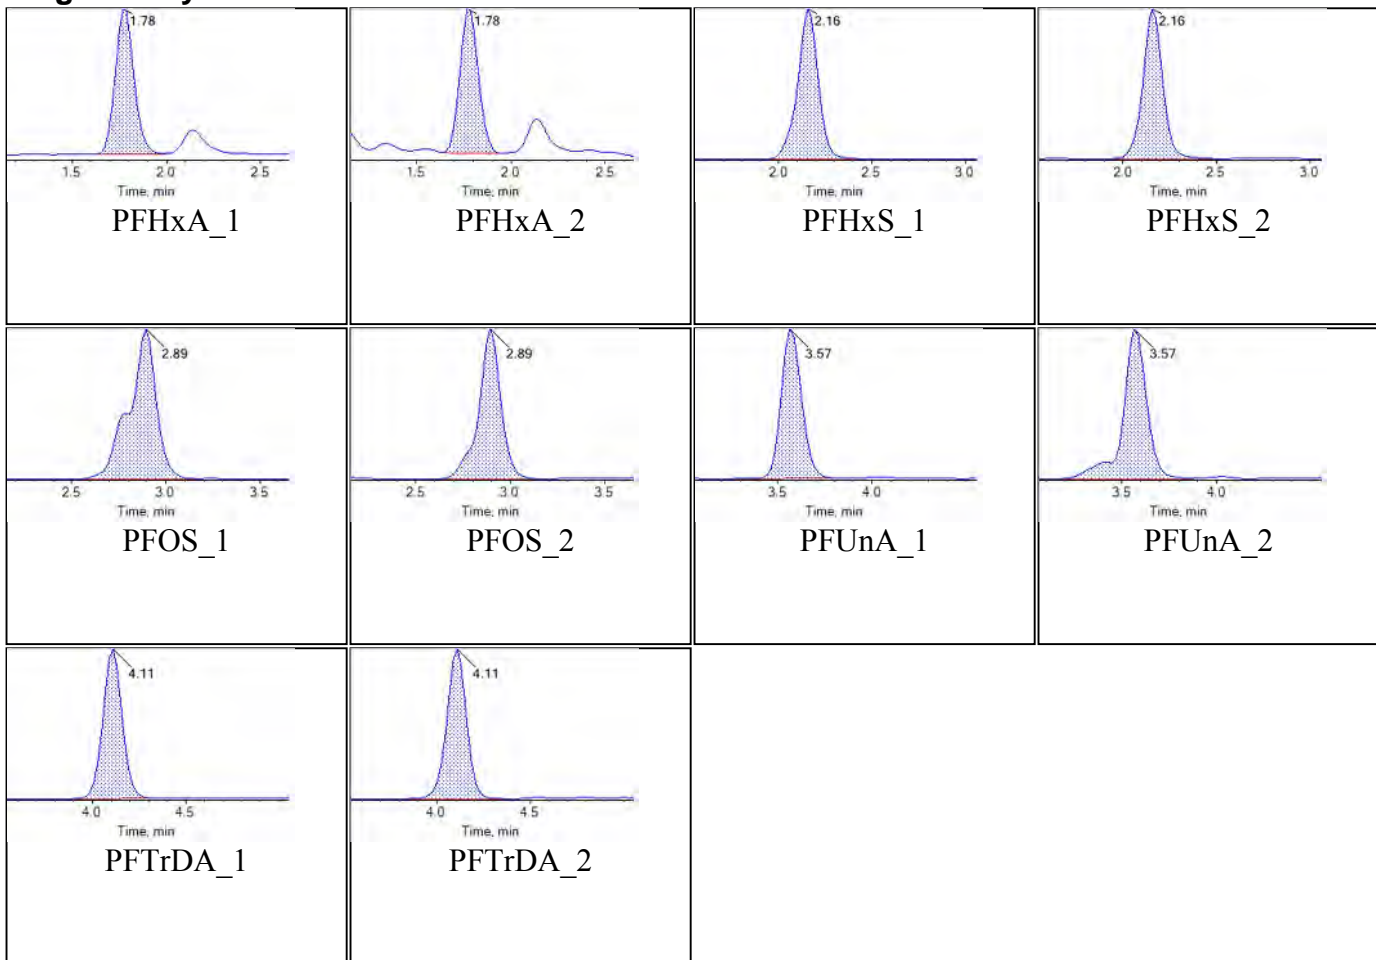 1.78 1.78 2.16 2.16
1.5 2.0 2.5 1.5 2.0 2.5 2.0 2.5 3.0 2.0 2.5 3.0
Time, min Time, min Time, min Time, min
PFHxA_1 PFHxA_2 PFHxS_1 PFHxS_2
2.89 2.89 3.57 3.57
2.5 3.0 3.5 2.5 3.0 3.5 3.5 4.0 3.5 4.0
Time, min Time, min Time, min Time, min
PFOS_1 PFOS_2 PFUnA_1 PFUnA_2
4.11 4.11
4.0 4.5 4.0 4.5
Time, min Time, min
PFTrDA_1 PFTrDA_2